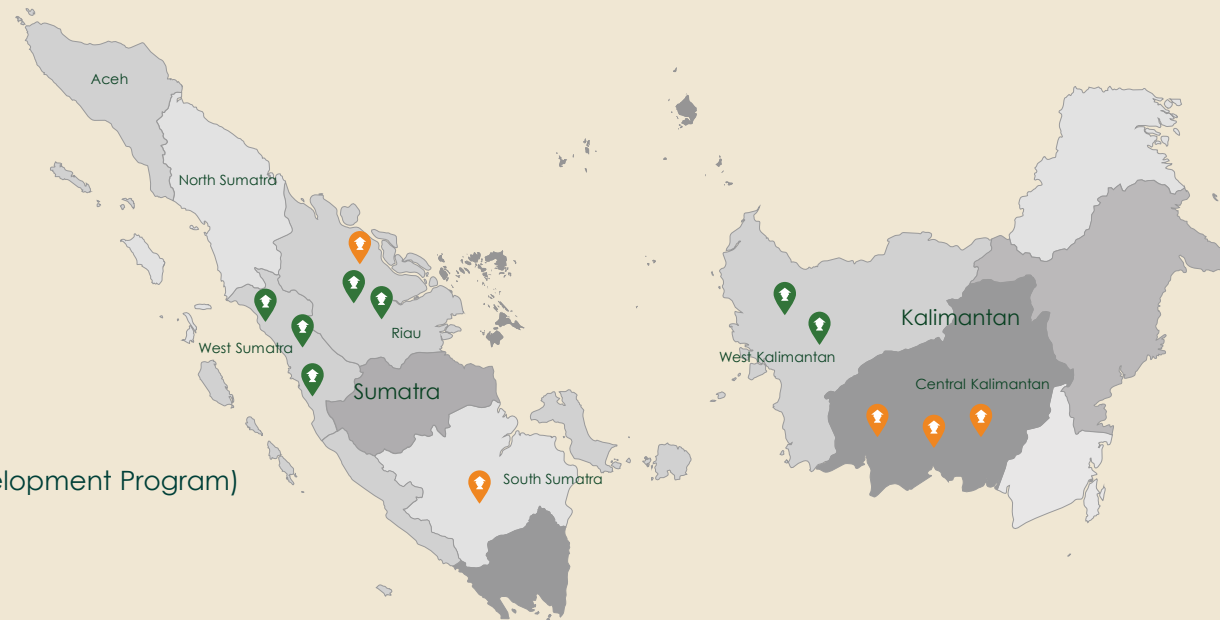 Aceh
North Sumatra
Riau
West Sumatra
Sumatra
South Sumatra
Kalimantan
West Kalimantan
Central Kalimantan
elopment Program)